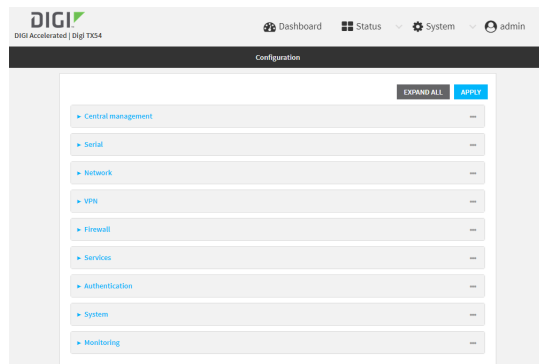 DIGI
DIGI Accelerated | Digi TX54
Dashboard
Status
System
admin
Configuration
EXPAND ALL
APPLY
Central management
Serial
Network
VPN
Firewall
Services
Authentication
System
Monitoring